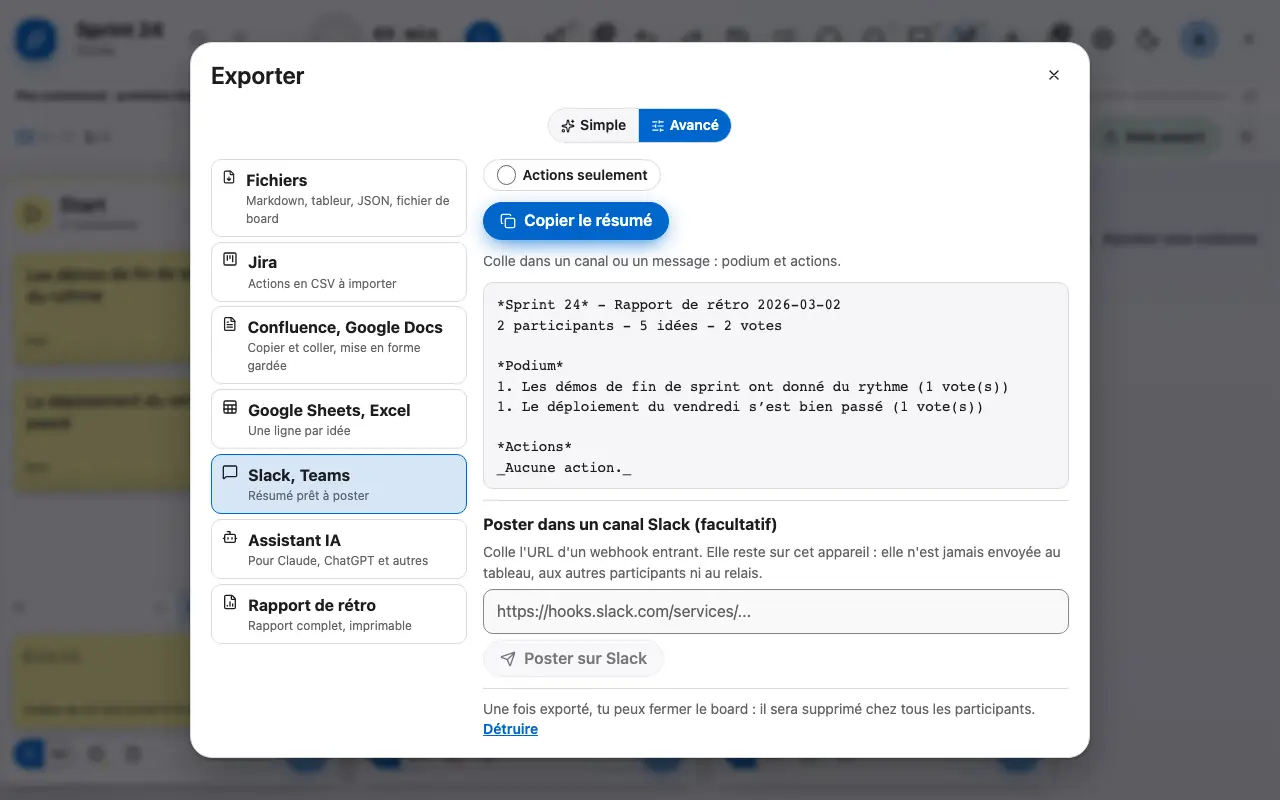 Sprint 24
Exporter
Simple
Avancé
Fichiers
Markdown, tableur, JSON, fichier de
board
Jira
Actions en CSV à importer
Confluence, Google Docs
Copier et coller, mise en forme
gardée
Google Sheets, Excel
Une ligne par idée
Slack, Teams
Résumé prêt à poster
Assistant IA
Pour Claude, ChatGPT et autres
Rapport de rétro
Rapport complet, imprimable
Actions seulement
Copier le résumé
Colle dans un canal ou un message : podium et actions.
*Sprint 24* – Rapport de rétro 2026-03-02
2 participants – 5 idées – 2 votes
*Podium*
1. Les démos de fin de sprint ont donné du rythme (1 vote(s))
1. Le déploiement du vendredi s’est bien passé (1 vote(s))
*Actions*
_Aucune action._
Poster dans un canal Slack (facultatif)
Colle l'URL d'un webhook entrant. Elle reste sur cet appareil : elle n'est jamais envoyée au
tableau, aux autres participants ni au relais.
https://hooks.slack.com/services/...
Poster sur Slack
Une fois exporté, tu peux fermer le board : il sera supprimé chez tous les participants.
Détruire
Start